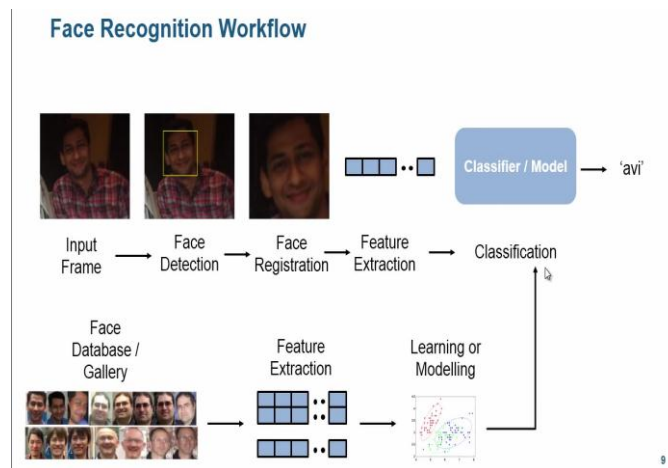 Face Recognition Workflow
Classifier / Model
'avi'
Input
Frame
Face
Detection
Face
Registration
Feature
Extraction
Classification
Face
Database /
Gallery
Feature
Extraction
Learning or
Modelling
9